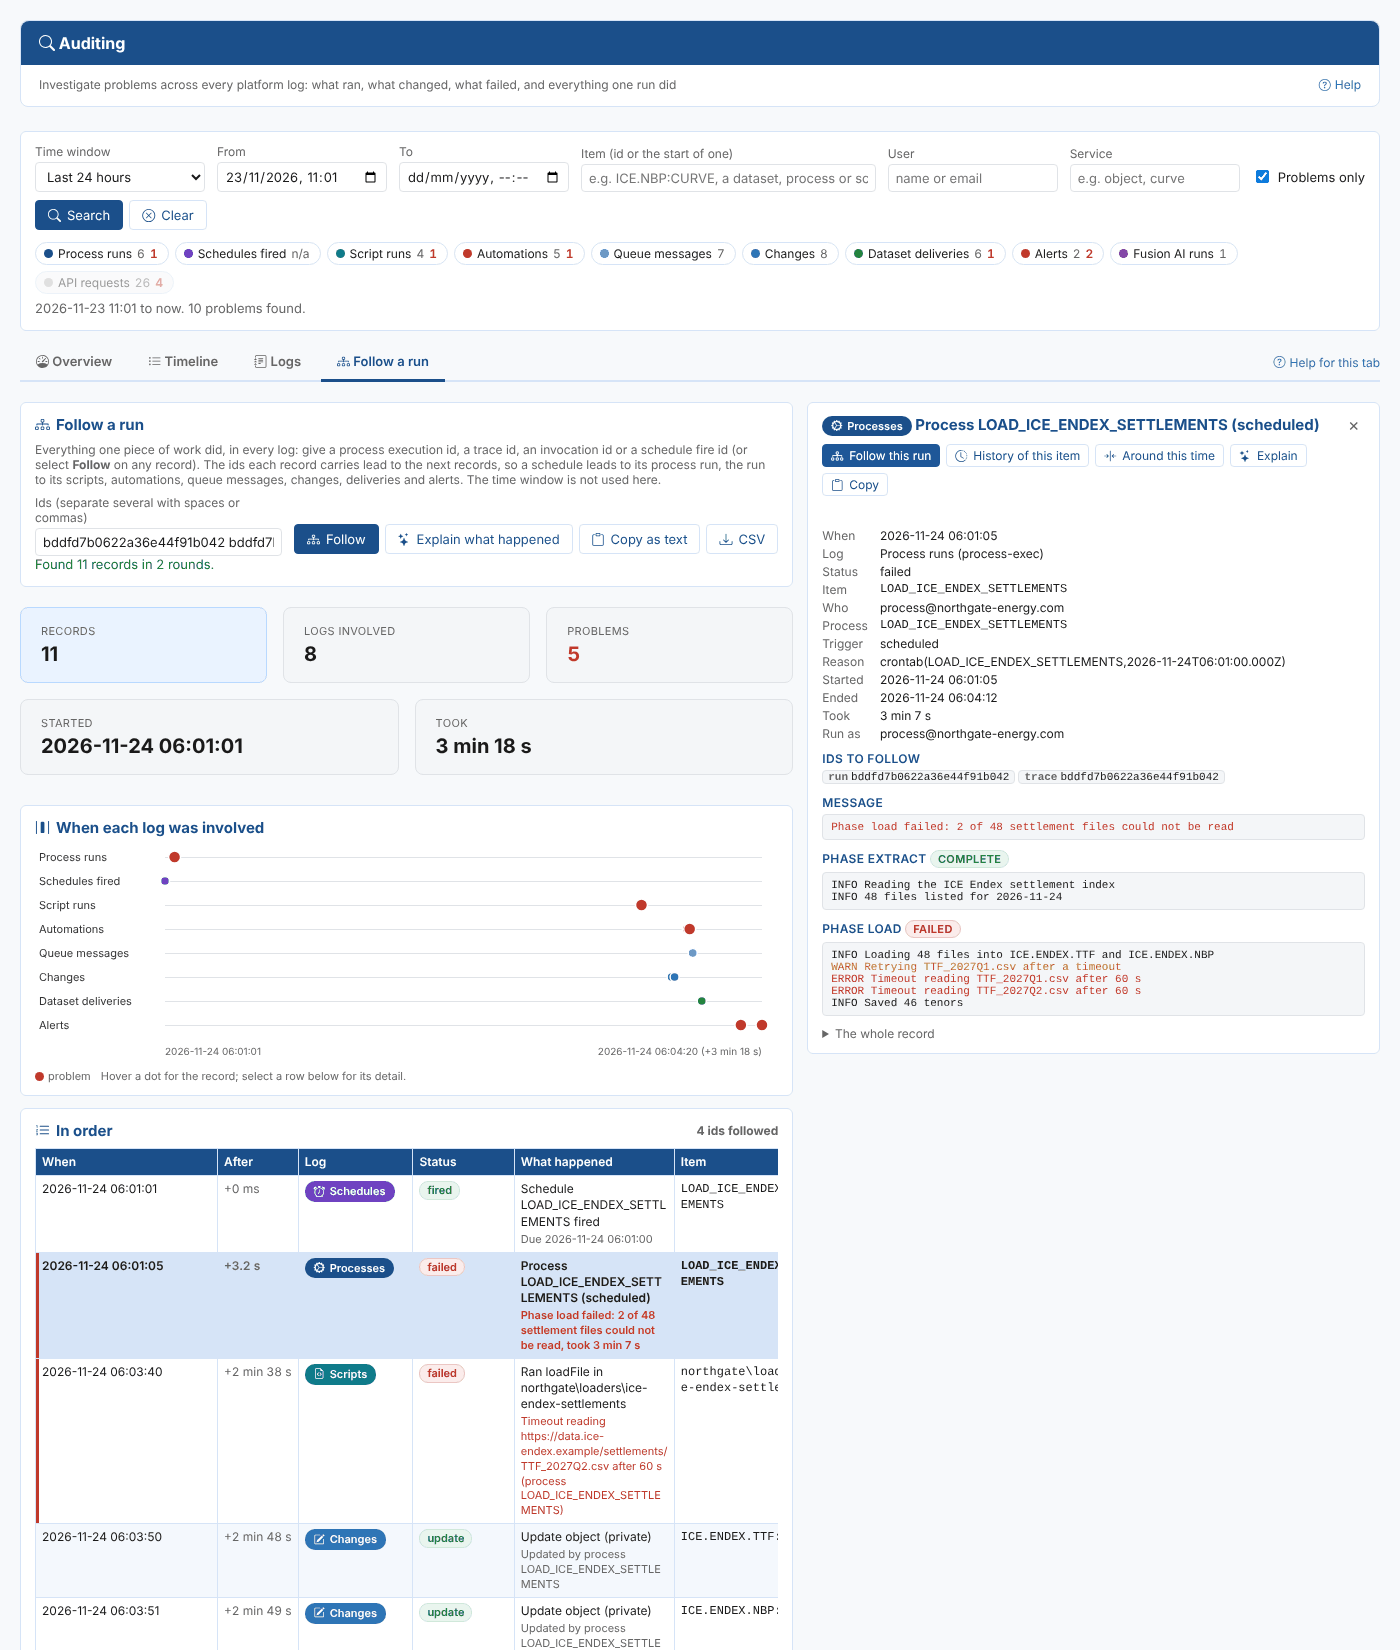 Auditing
Investigate problems across every platform log: what ran, what changed, what failed, and everything one run did
Help
Time window
From
To
Item (id or the start of one)
User
Service
Last 24 hours
23/11/2026, 11:01
dd/mm/yyyy, --:--
e.g. ICE.NBP:CURVE, a dataset, process or sc
name or email
e.g. object, curve
Problems only
Search
Clear
Process runs 6 1
Schedules fired n/a
Script runs 4 1
Automations 5 1
Queue messages 7
Changes 8
Dataset deliveries 6 1
Alerts 2 2
Fusion AI runs 1
API requests 26 4
2026-11-23 11:01 to now. 10 problems found.
Overview
Timeline
Logs
Follow a run
Help for this tab
Follow a run
Everything one piece of work did, in every log: give a process execution id, a trace id, an invocation id or a schedule fire id (or
select Follow on any record). The ids each record carries lead to the next records, so a schedule leads to its process run, the run
to its scripts, automations, queue messages, changes, deliveries and alerts. The time window is not used here.
Ids (separate several with spaces or
commas)
bddfd7b0622a36e44f91b042 bddfd7
Follow
Explain what happened
Copy as text
CSV
Found 11 records in 2 rounds.
RECORDS
11
LOGS INVOLVED
8
PROBLEMS
5
STARTED
2026-11-24 06:01:01
TOOK
3 min 18 s
When each log was involved
Process runs
Schedules fired
Script runs
Automations
Queue messages
Changes
Dataset deliveries
Alerts
2026-11-24 06:01:01
2026-11-24 06:04:20 (+3 min 18 s)
problem Hover a dot for the record; select a row below for its detail.
In order
4 ids followed
When After Log Status What happened Item
2026-11-24 06:01:01 +0 ms Schedules fired
Schedule
LOAD_ICE_ENDEX_SETTL
EMENTS fired
Due 2026-11-24 06:01:00
LOAD_ICE_ENDEX
EMENTS
2026-11-24 06:01:05 +3.2 s Processes failed
Process
LOAD_ICE_ENDEX_SETT
LEMENTS (scheduled)
Phase load failed: 2 of 48
settlement files could not
be read, took 3 min 7 s
LOAD_ICE_ENDEX
EMENTS
2026-11-24 06:03:40 +2 min 38 s Scripts failed
Ran loadFile in
northgate\loaders\ice-
endex-settlements
Timeout reading
https://data.ice-
endex.example/settlements/
TTF_2027Q2.csv after 60 s
(process
LOAD_ICE_ENDEX_SETTLE
MENTS)
northgate\load
e-endex-settle
2026-11-24 06:03:50 +2 min 48 s Changes update
Update object (private)
Updated by process
LOAD_ICE_ENDEX_SETTLE
MENTS
ICE.ENDEX.TTF:
2026-11-24 06:03:51 +2 min 49 s Changes update
Update object (private)
Updated by process
LOAD_ICE_ENDEX_SETTLE
ICE.ENDEX.NBP:
Processes Process LOAD_ICE_ENDEX_SETTLEMENTS (scheduled)
Follow this run
History of this item
Around this time
Explain
Copy
When 2026-11-24 06:01:05
Log Process runs (process-exec)
Status failed
Item LOAD_ICE_ENDEX_SETTLEMENTS
Who process@northgate-energy.com
Process LOAD_ICE_ENDEX_SETTLEMENTS
Trigger scheduled
Reason crontab(LOAD_ICE_ENDEX_SETTLEMENTS,2026-11-24T06:01:00.000Z)
Started 2026-11-24 06:01:05
Ended 2026-11-24 06:04:12
Took 3 min 7 s
Run as process@northgate-energy.com
IDS TO FOLLOW
run bddfd7b0622a36e44f91b042 trace bddfd7b0622a36e44f91b042
MESSAGE
Phase load failed: 2 of 48 settlement files could not be read
PHASE EXTRACT COMPLETE
INFO Reading the ICE Endex settlement index
INFO 48 files listed for 2026-11-24
PHASE LOAD FAILED
INFO Loading 48 files into ICE.ENDEX.TTF and ICE.ENDEX.NBP
WARN Retrying TTF_2027Q1.csv after a timeout
ERROR Timeout reading TTF_2027Q1.csv after 60 s
ERROR Timeout reading TTF_2027Q2.csv after 60 s
INFO Saved 46 tenors
The whole record